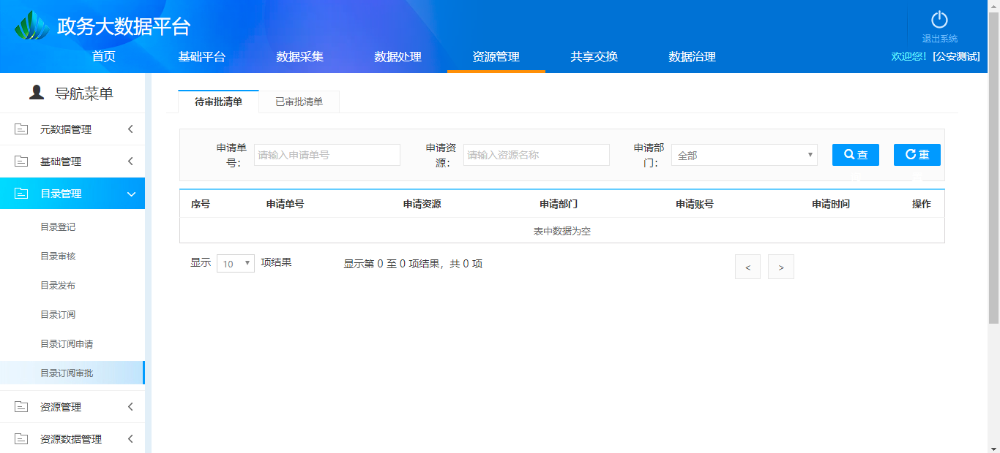 政务大数据平台
退出系统
首页 基础平台 数据采集 数据处理 资源管理 共享交换 数据治理
欢迎您! [公安测试]
导航菜单
元数据管理
基础管理
目录管理
目录登记
目录审核
目录发布
目录订阅
目录订阅申请
目录订阅审批
资源管理
资源数据管理
待审批清单 已审批清单
申请单号: 请输入申请单号 申请资源: 请输入资源名称 申请部门: 全部 查 重
序号 申请单号 申请资源 申请部门 申请账号 申请时间 操作
表中数据为空
显示 10 项结果 显示第 0 至 0 项结果，共 0 项 < >